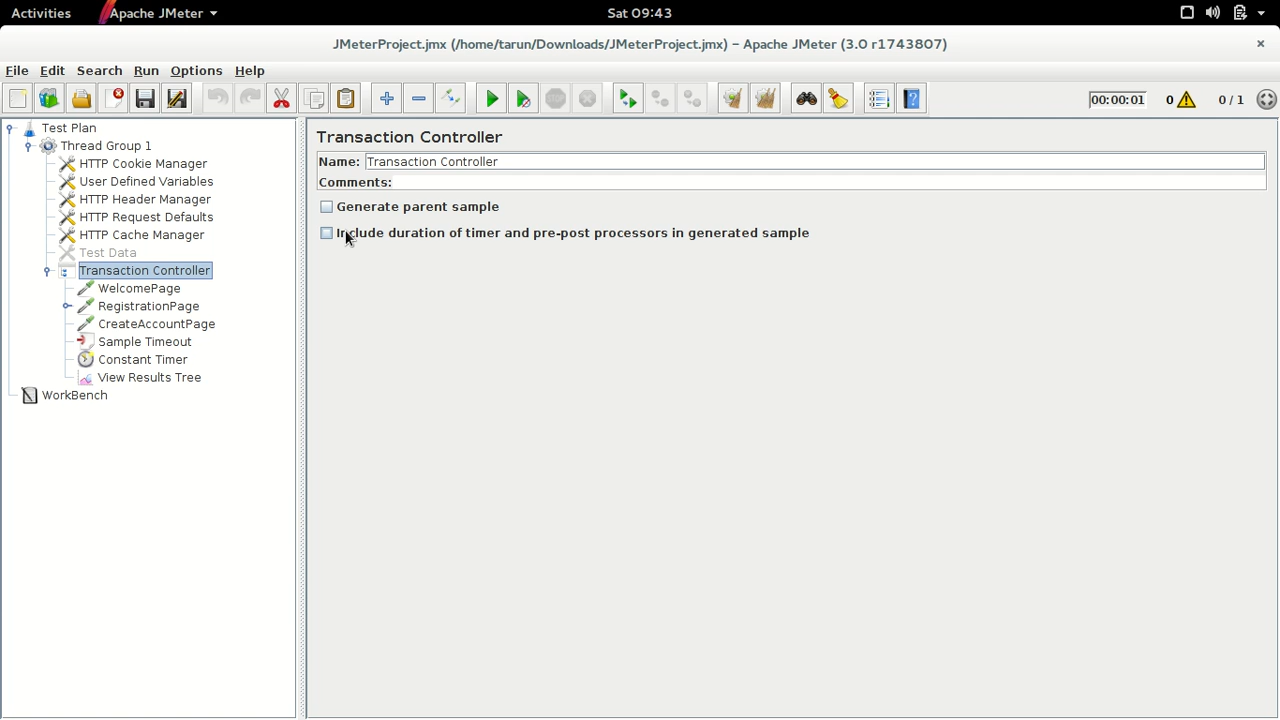 Activities Apache JMeter Sat 09:43
JMeterProject.jmx (/home/tarun/Downloads/JMeterProject.jmx) – Apache JMeter (3.0 r1743807) ×
File Edit Search Run Options Help
00:00:01 0 0 / 1
Test Plan
Thread Group 1
HTTP Cookie Manager
User Defined Variables
HTTP Header Manager
HTTP Request Defaults
HTTP Cache Manager
Test Data
Transaction Controller
WelcomePage
RegistrationPage
CreateAccountPage
Sample Timeout
Constant Timer
View Results Tree
WorkBench
Transaction Controller
Name: Transaction Controller
Comments:
Generate parent sample
Include duration of timer and pre-post processors in generated sample